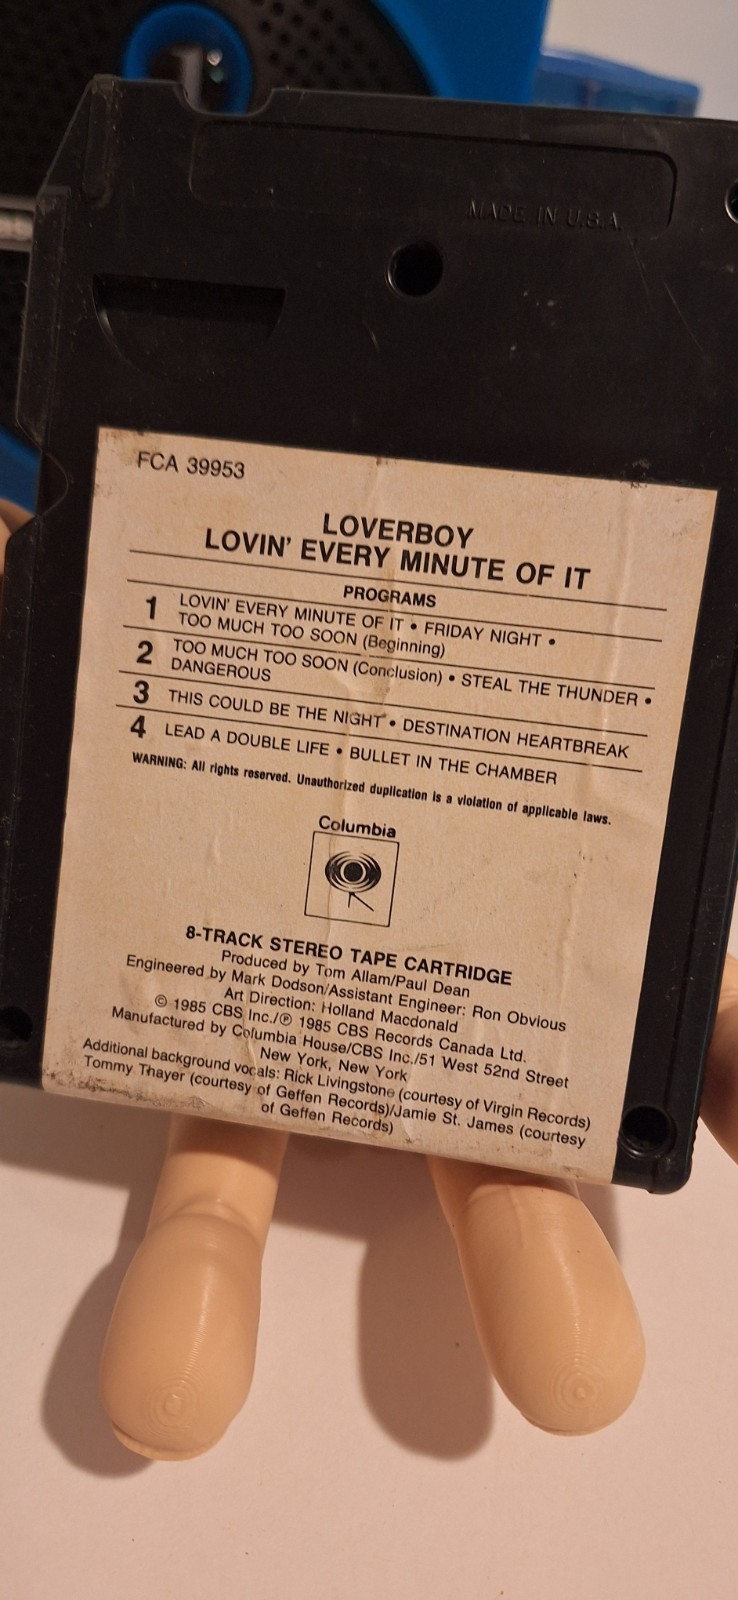 MADE IN U.S.A.
FCA 39953
LOVERBOY
LOVIN' EVERY MINUTE OF IT
PROGRAMS
1 LOVIN' EVERY MINUTE OF IT • FRIDAY NIGHT •
TOO MUCH TOO SOON (Beginning)
2 TOO MUCH TOO SOON (Conclusion) • STEAL THE THUNDER •
DANGEROUS
3 THIS COULD BE THE NIGHT • DESTINATION HEARTBREAK
4 LEAD A DOUBLE LIFE • BULLET IN THE CHAMBER
WARNING: All rights reserved. Unauthorized duplication is a violation of applicable laws.
Columbia
8-TRACK STEREO TAPE CARTRIDGE
Produced by Tom Allam/Paul Dean
Engineered by Mark Dodson/Assistant Engineer: Ron Obvious
Art Direction: Holland Macdonald
© 1985 CBS Inc./℗ 1985 CBS Records Canada Ltd.
Manufactured by Columbia House/CBS Inc./51 West 52nd Street
New York, New York
Additional background vocals: Rick Livingstone (courtesy of Virgin Records)
Tommy Thayer (courtesy of Geffen Records)/Jamie St. James (courtesy
of Geffen Records)